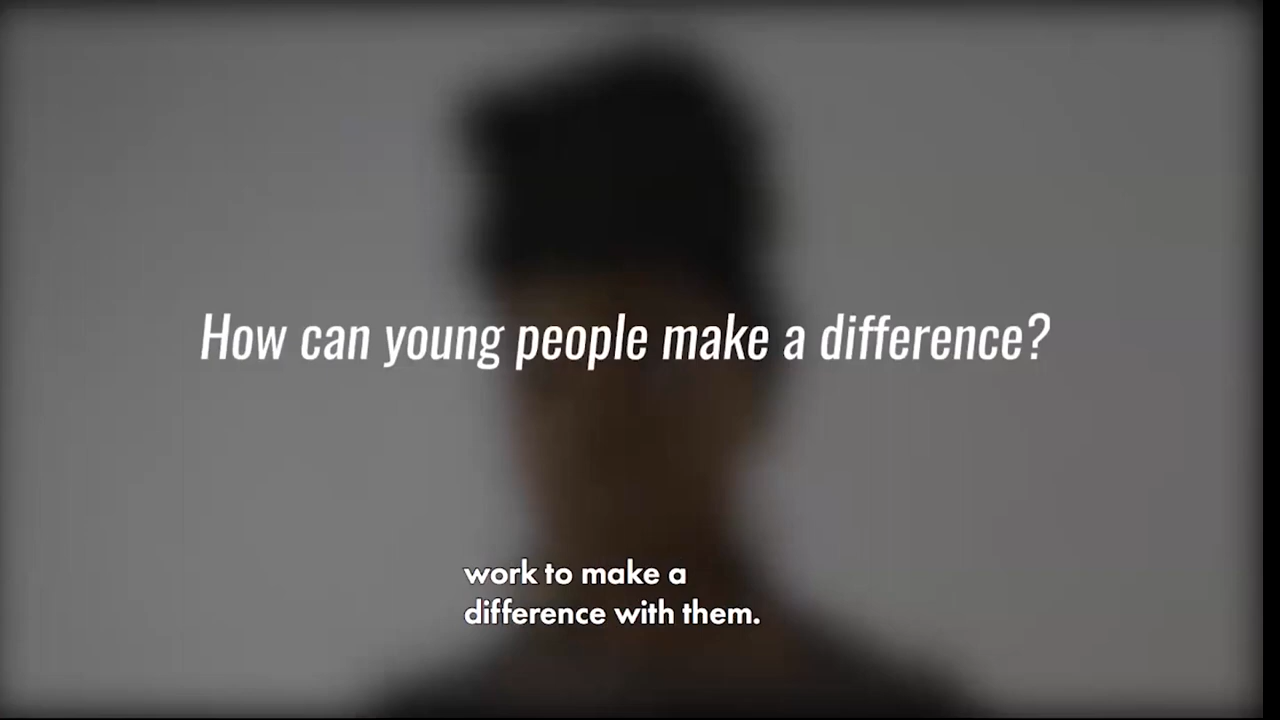 How can young people make a difference?
work to make a
difference with them.